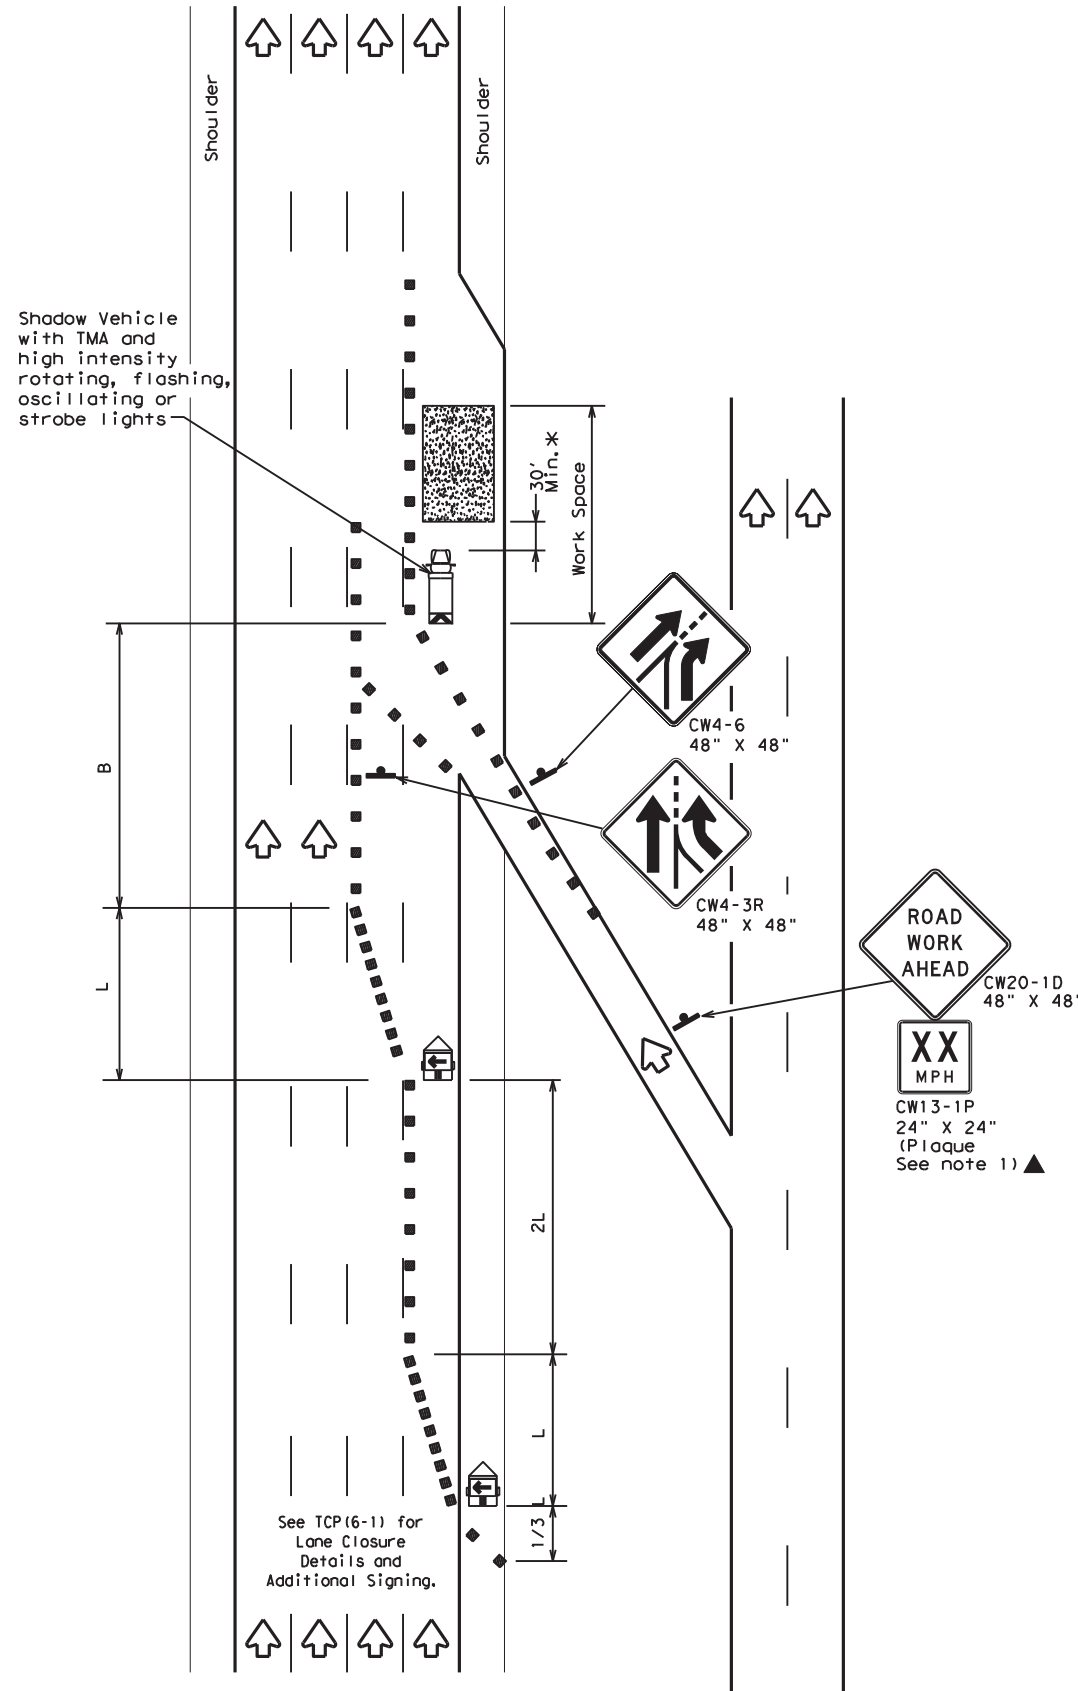 Shoulder
Shoulder
Shadow Vehicle
with TMA and
high intensity
rotating, flashing,
oscillating or
strobe lights
30'
Min.*
Work Space
CW4-6
48" X 48"
B
CW4-3R
48" X 48"
ROAD
WORK
AHEAD
CW20-1D
48" X 48"
L
XX
MPH
CW13-1P
24" X 24"
(Plaque
See note 1)▲
2L
L
1/3 L
See TCP(6-1) for
Lane Closure
Details and
Additional Signing.